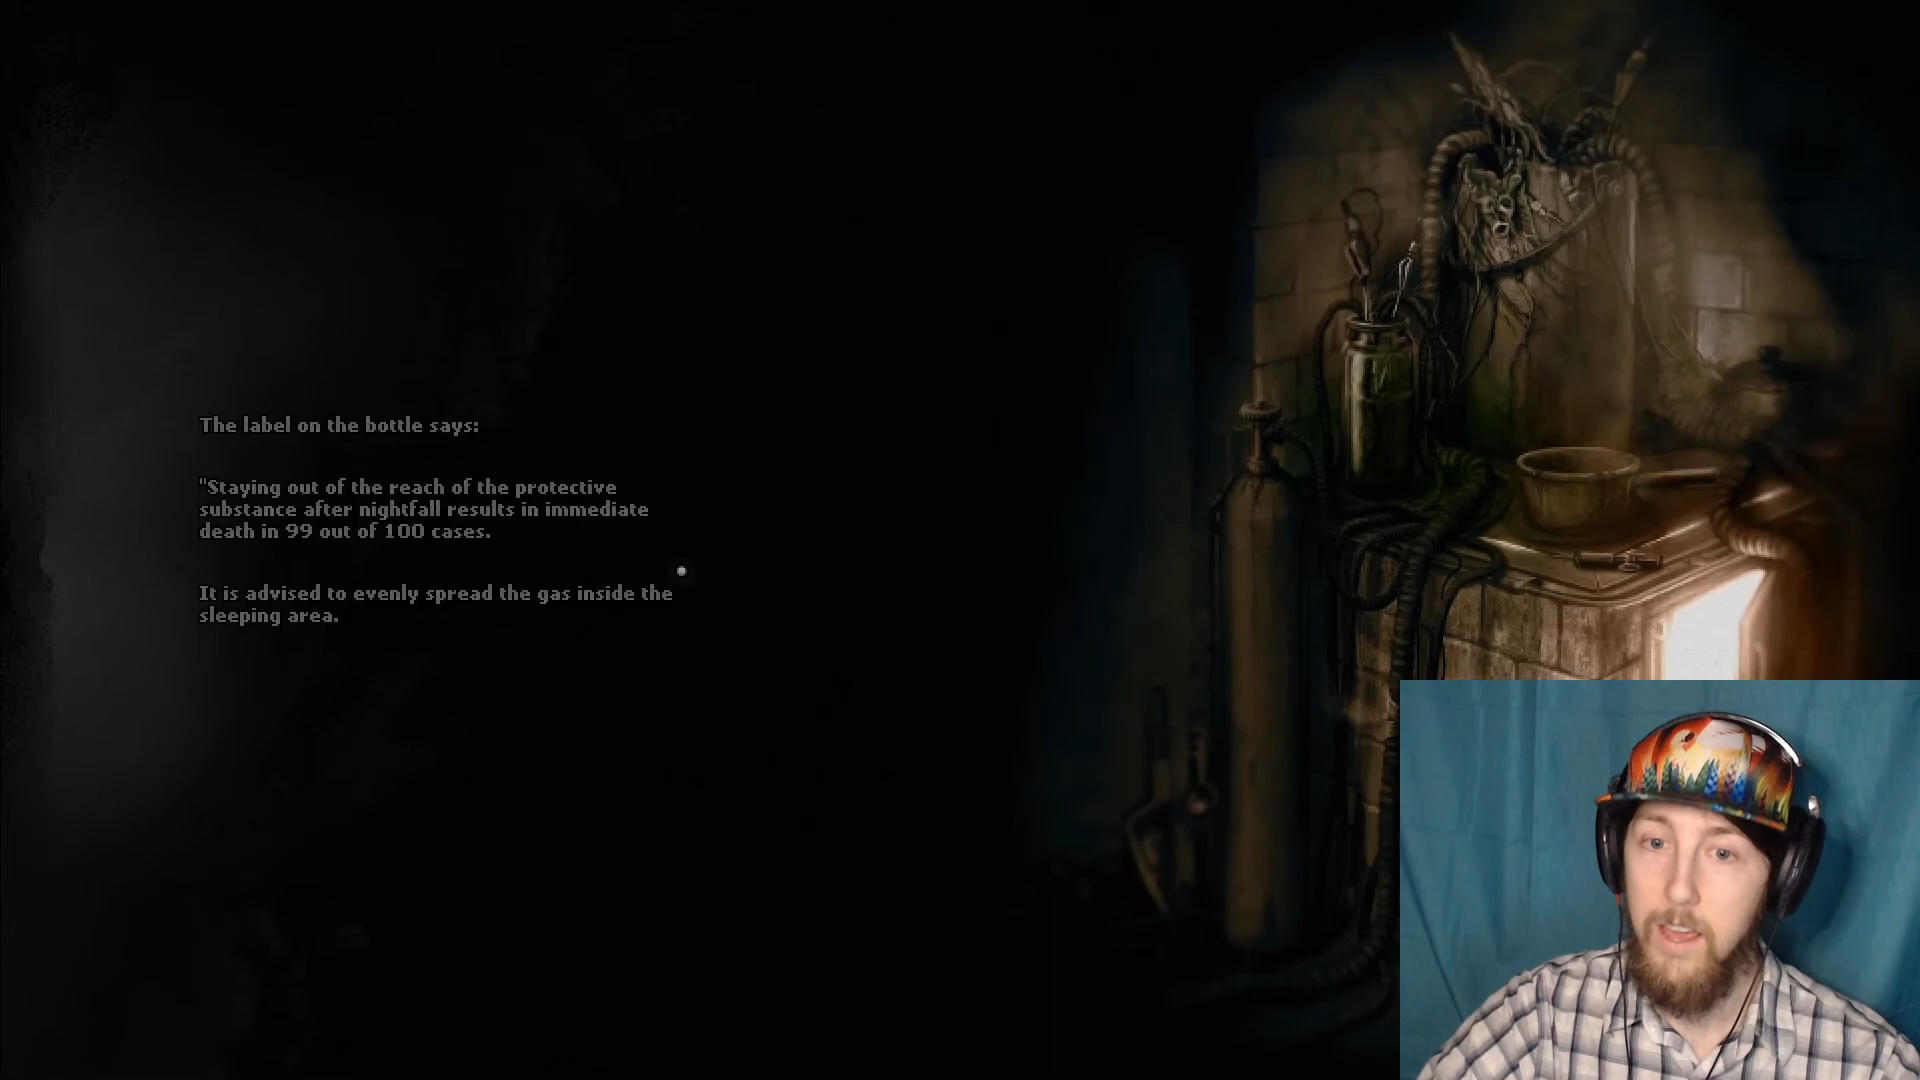 The label on the bottle says:
"Staying out of the reach of the protective
substance after nightfall results in immediate
death in 99 out of 100 cases.
It is advised to evenly spread the gas inside the
sleeping area.